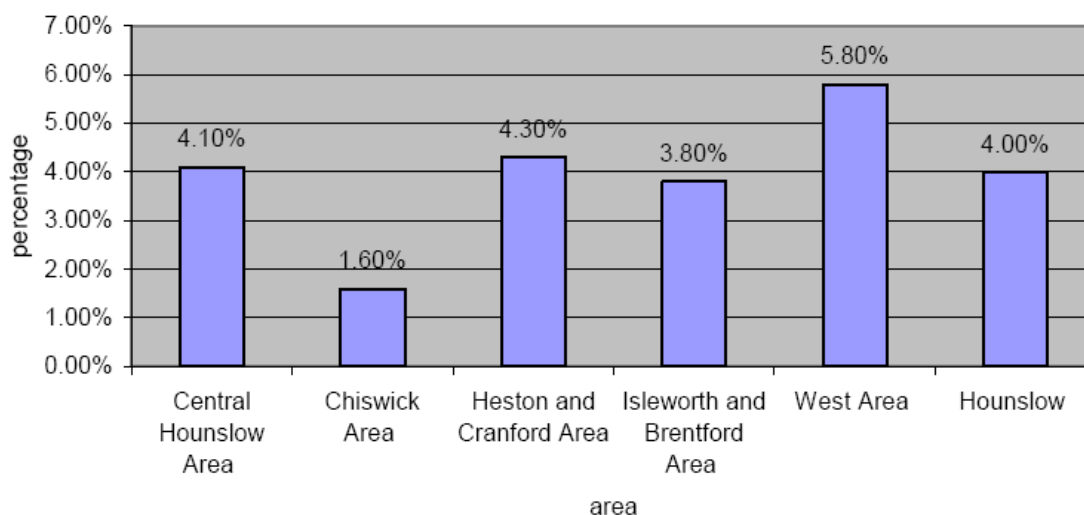 7.00%
6.00%
5.00%
4.00%
3.00%
2.00%
1.00%
0.00%
percentage
4.10%
1.60%
4.30%
3.80%
5.80%
4.00%
Central
Hounslow
Area
Chiswick
Area
Heston and
Cranford Area
Isleworth and
Brentford
Area
West Area
Hounslow
area